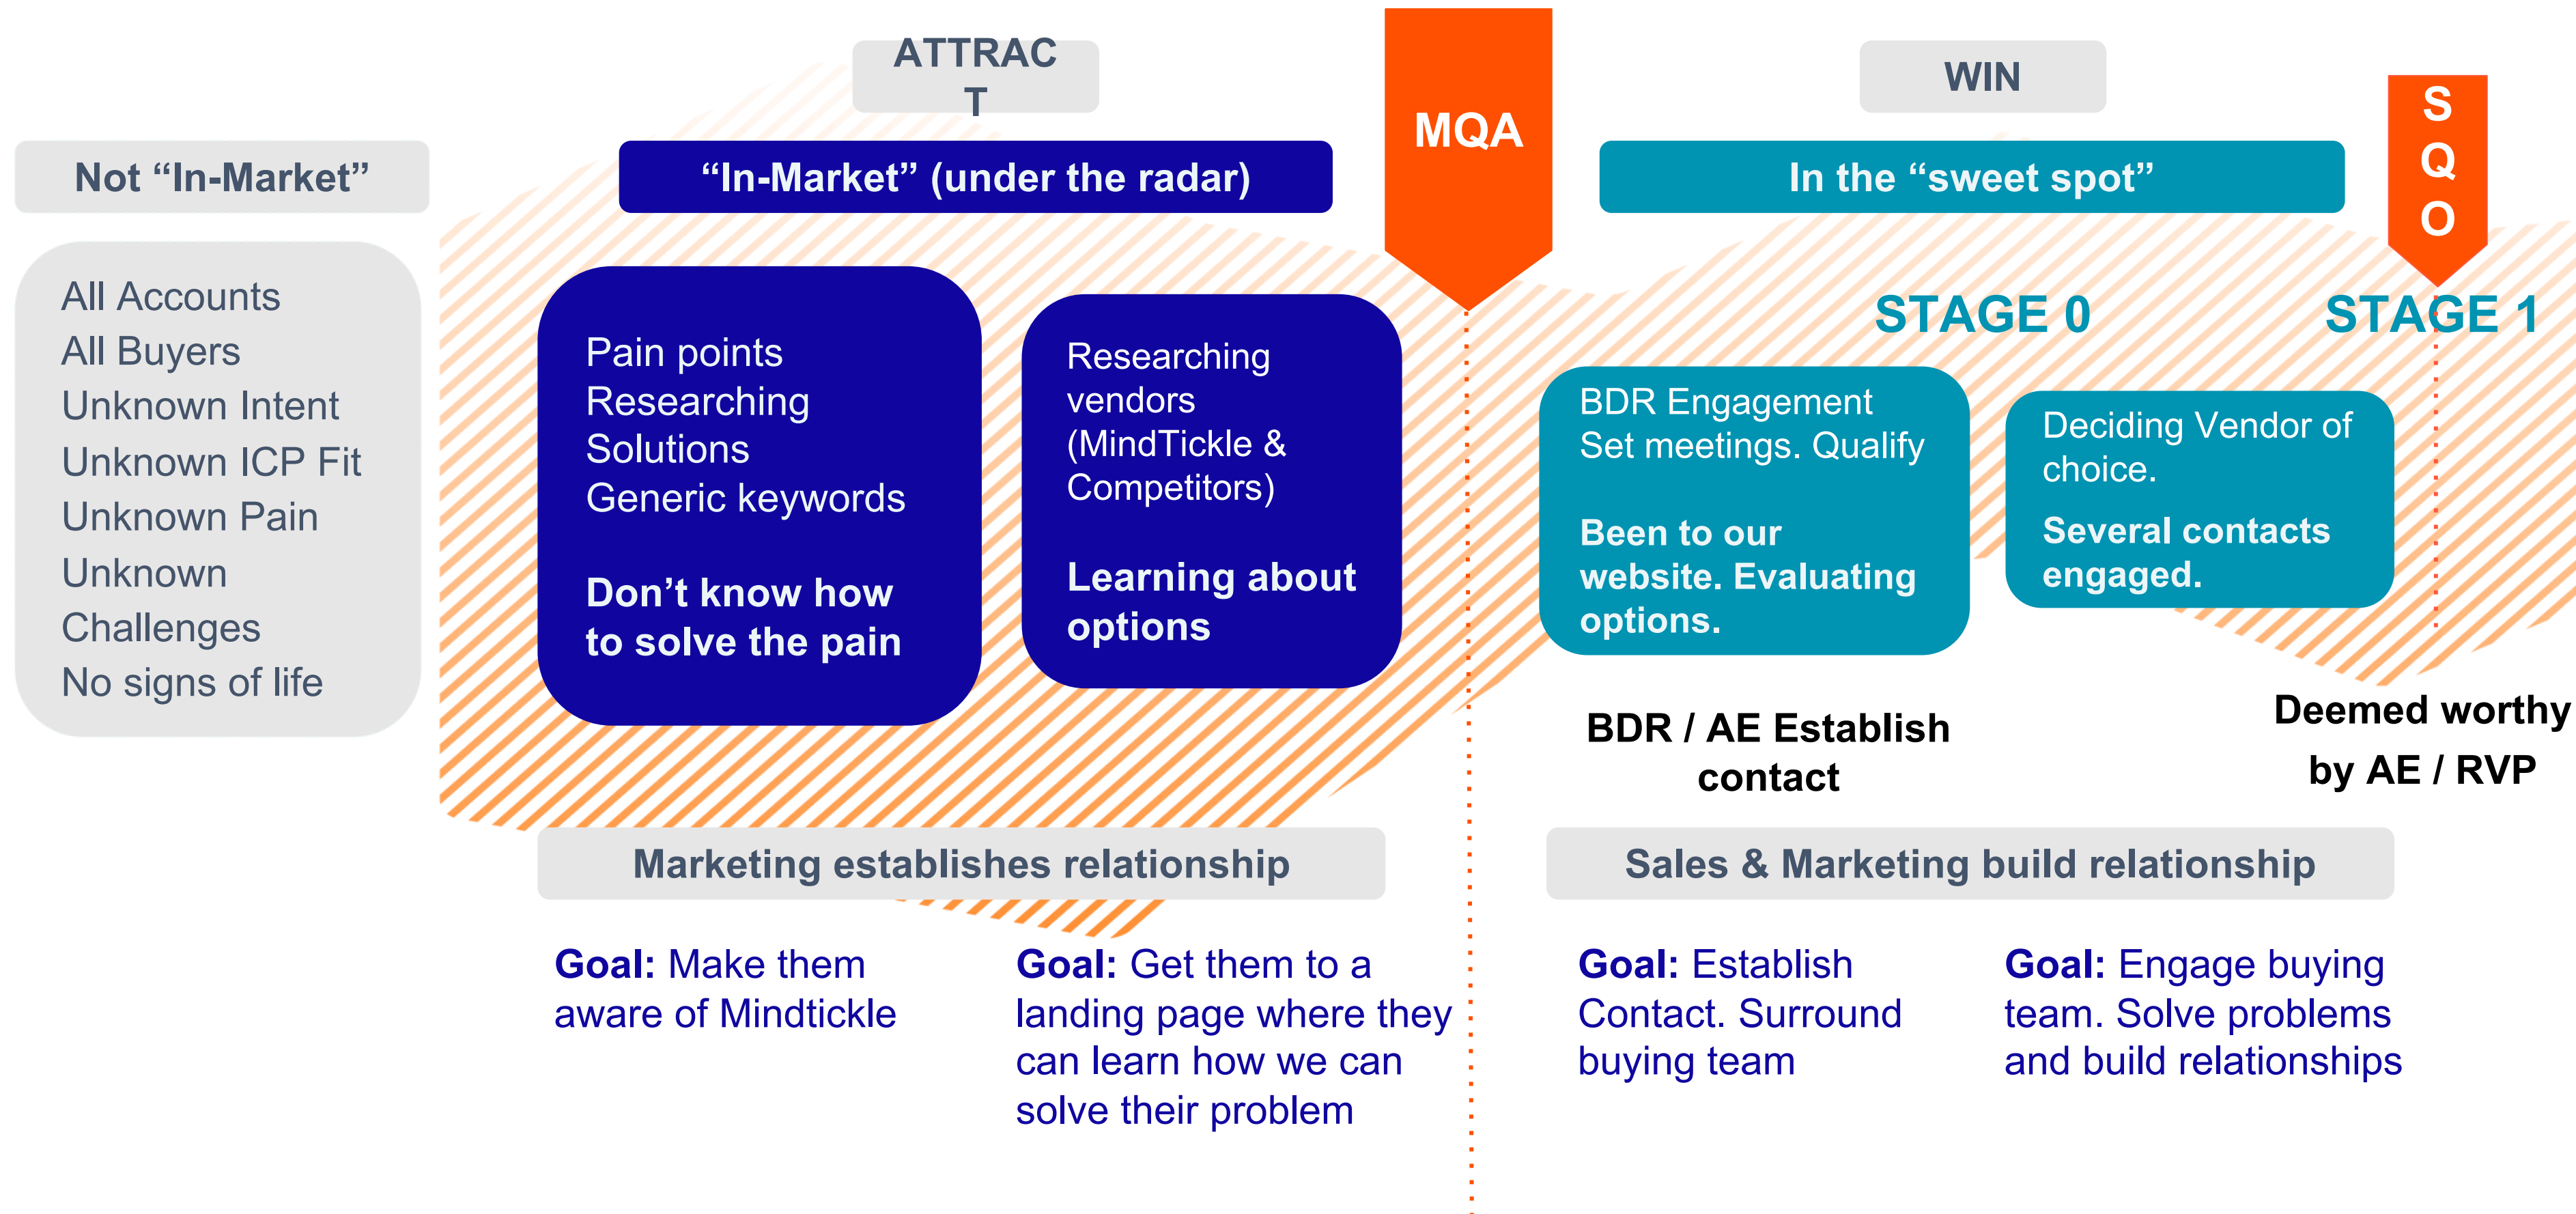 ATTRAC
T
MQA
WIN
S
Q
O
Not “In-Market”
“In-Market” (under the radar)
In the “sweet spot”
All Accounts
All Buyers
Unknown Intent
Unknown ICP Fit
Unknown Pain
Unknown
Challenges
No signs of life
Pain points
Researching
Solutions
Generic keywords
Don’t know how
to solve the pain
Researching
vendors
(MindTickle &
Competitors)
Learning about
options
STAGE 0
STAGE 1
BDR Engagement
Set meetings. Qualify
Been to our
website. Evaluating
options.
Deciding Vendor of
choice.
Several contacts
engaged.
BDR / AE Establish
contact
Deemed worthy
by AE / RVP
Marketing establishes relationship
Sales & Marketing build relationship
Goal: Make them
aware of Mindtickle
Goal: Get them to a
landing page where they
can learn how we can
solve their problem
Goal: Establish
Contact. Surround
buying team
Goal: Engage buying
team. Solve problems
and build relationships